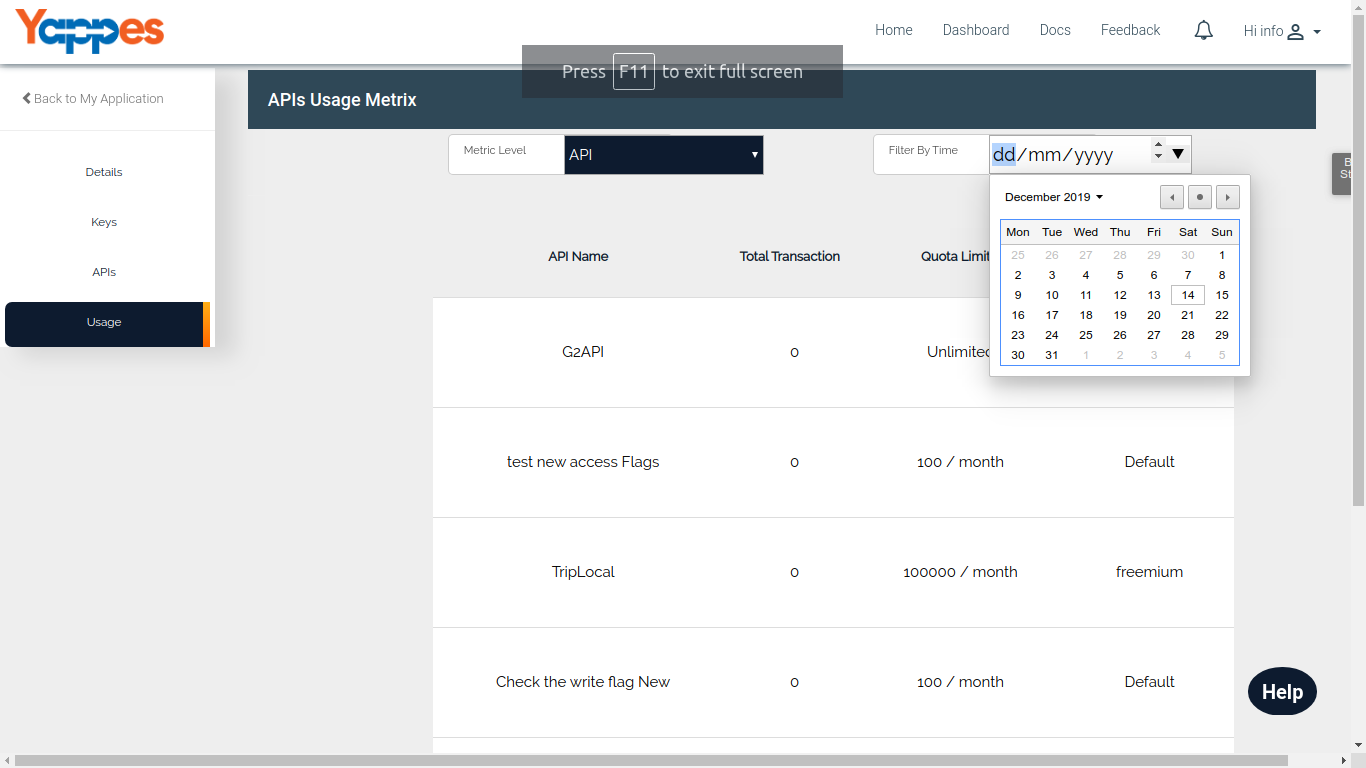 Yappes
Home Dashboard Docs Feedback Hi info
Press F11 to exit full screen
Back to My Application
APIs Usage Metrix
Details
Keys
APIs
Usage
Metric Level API
Filter By Time dd/mm/yyyy
December 2019
Mon Tue Wed Thu Fri Sat Sun
25 26 27 28 29 30 1
2 3 4 5 6 7 8
9 10 11 12 13 14 15
16 17 18 19 20 21 22
23 24 25 26 27 28 29
30 31 1 2 3 4 5
API Name Total Transaction Quota Limit
G2API 0 Unlimited
test new access Flags 0 100 / month Default
TripLocal 0 100000 / month freemium
Check the write flag New 0 100 / month Default
Help